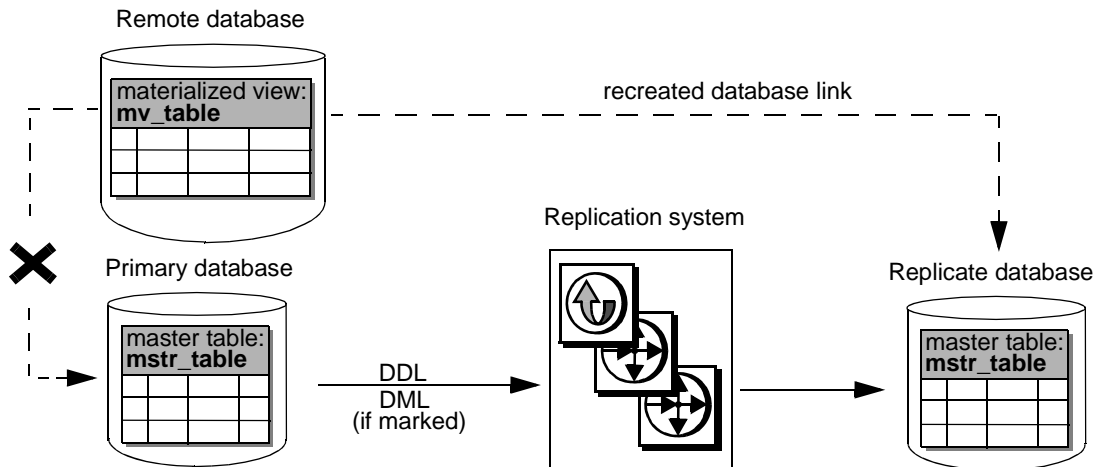 Remote database
materialized view:
mv_table
recreated database link
Replication system
Primary database
Replicate database
master table:
mstr_table
DDL
DML
(if marked)
master table:
mstr_table